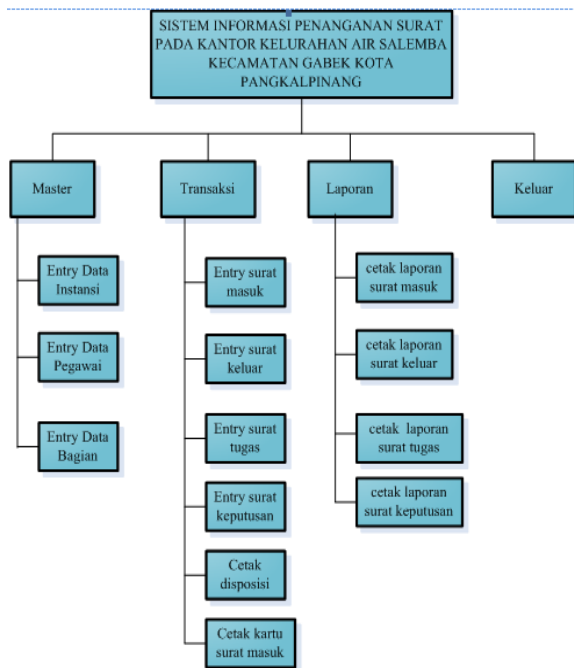 SISTEM INFORMASI PENANGANAN SURAT
PADA KANTOR KELURAHAN AIR SALEMBA
KECAMATAN GABEK KOTA
PANGKALPINANG
Master
Transaksi
Laporan
Keluar
Entry Data
Instansi
Entry Data
Pegawai
Entry Data
Bagian
Entry surat
masuk
Entry surat
keluar
Entry surat
tugas
Entry surat
keputusan
Cetak
disposisi
Cetak kartu
surat masuk
cetak laporan
surat masuk
cetak laporan
surat keluar
cetak laporan
surat tugas
cetak laporan
surat keputusan